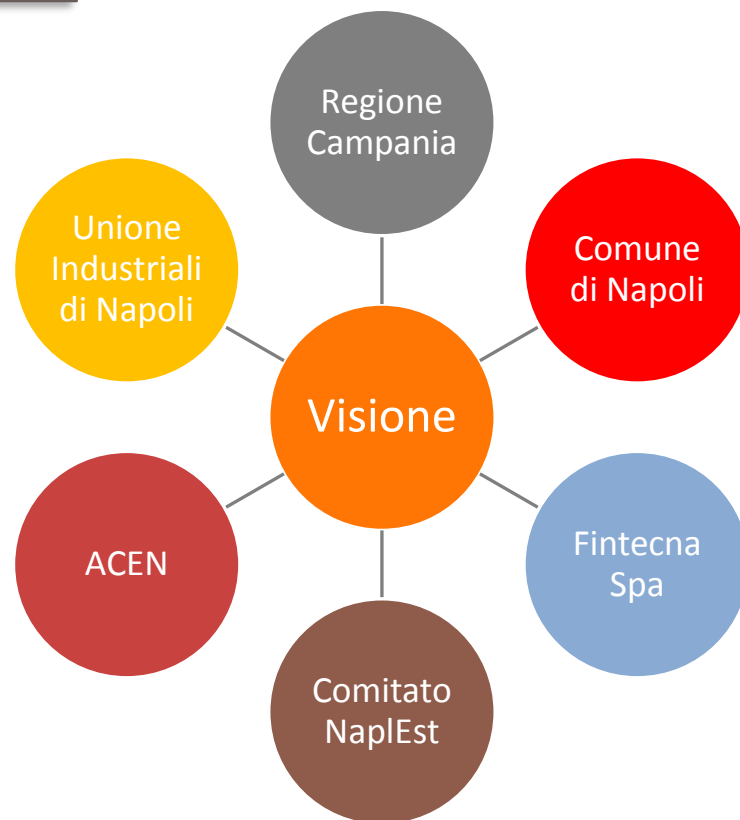 Regione
Campania
Unione
Industriali
di Napoli
Comune
di Napoli
Visione
ACEN
Fintecna
Spa
Comitato
NaplEst